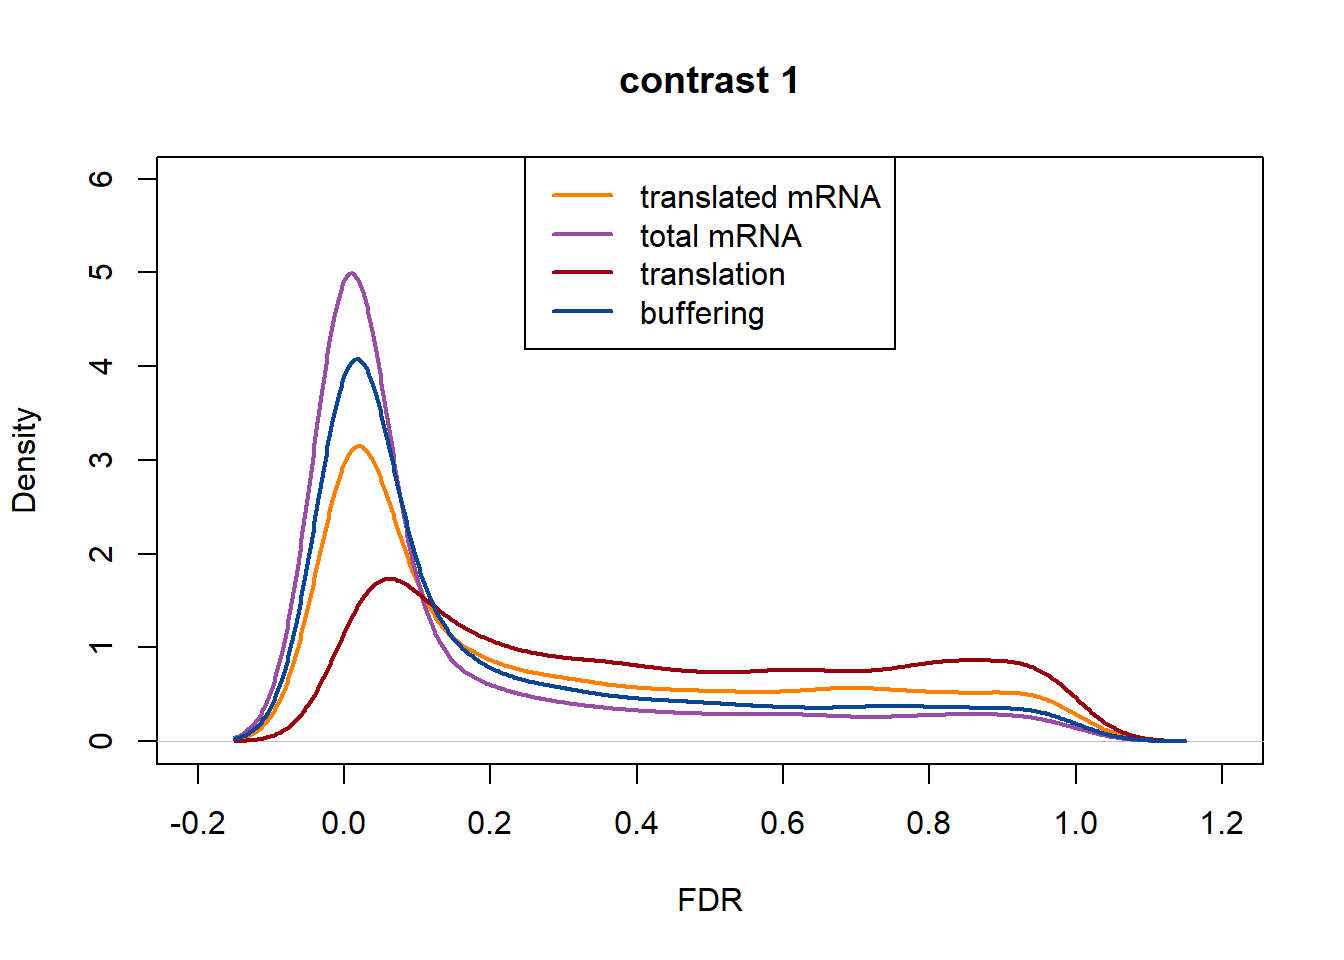 contrast 1
translated mRNA
total mRNA
translation
buffering
6
5
4
3
2
1
0
Density
-0.2 0.0 0.2 0.4 0.6 0.8 1.0 1.2
FDR